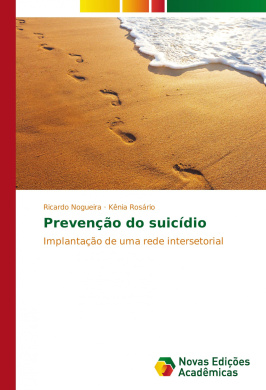 Ricardo Nogueira · Kênia Rosário
Prevenção do suicídio
Implantação de uma rede intersetorial
Novas Edições
Acadêmicas